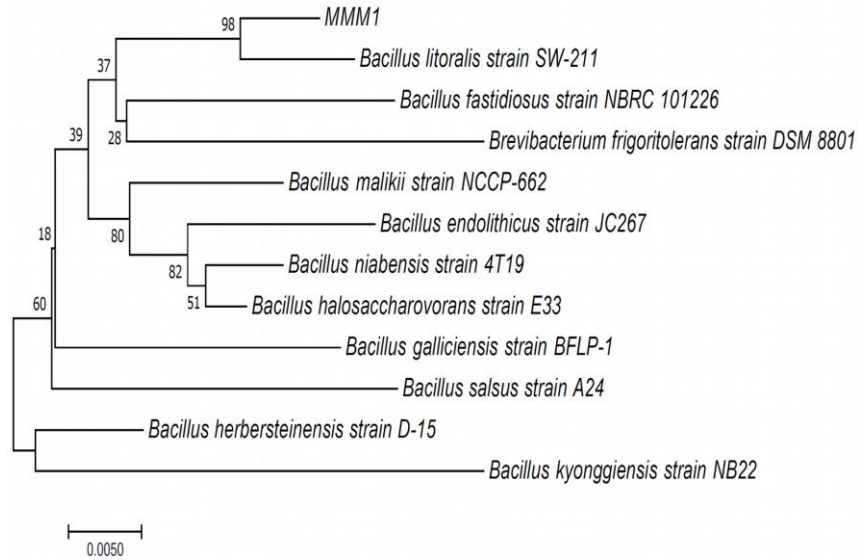 98
MMM1
Bacillus litoralis strain SW-211
37
Bacillus fastidiosus strain NBRC 101226
28
Brevibacterium frigoritolerans strain DSM 8801
39
Bacillus malikii strain NCCP-662
80
Bacillus endolithicus strain JC267
18
82
Bacillus niabensis strain 4T19
51
Bacillus halosaccharovorans strain E33
60
Bacillus galliciensis strain BFLP-1
Bacillus salsus strain A24
Bacillus herbersteinensis strain D-15
Bacillus kyonggiensis strain NB22
0.0050